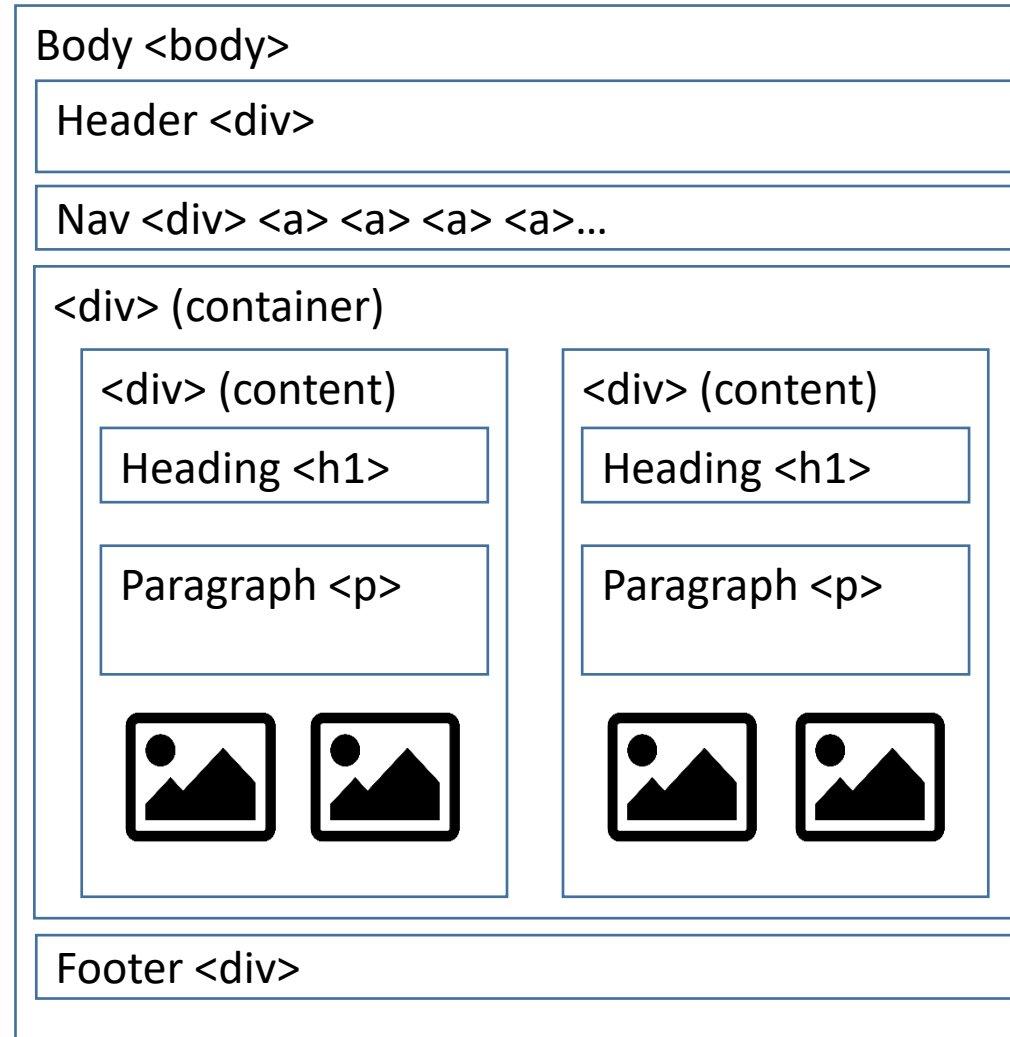 Body <body>
Header <div>
Nav <div> <a> <a> <a> <a>...
<div> (container)
<div> (content)
Heading <h1>
Paragraph <p>
<div> (content)
Heading <h1>
Paragraph <p>
Footer <div>